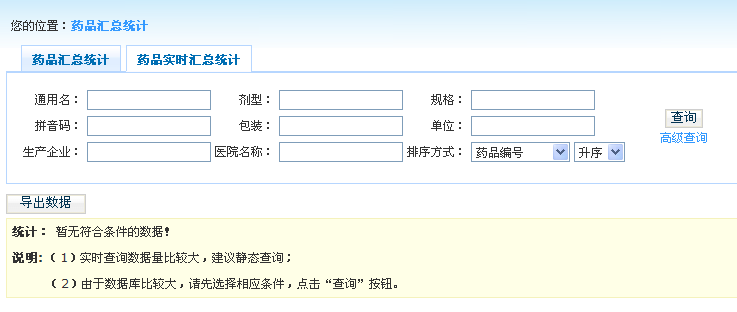 您的位置：药品汇总统计
药品汇总统计 药品实时汇总统计
通用名： 剂型： 规格：
拼音码： 包装： 单位： 查询
高级查询
生产企业： 医院名称： 排序方式： 药品编号 升序
导出数据
统计： 暂无符合条件的数据！
说明:（1）实时查询数据量比较大，建议静态查询；
（2）由于数据库比较大，请先选择相应条件，点击“查询”按钮。